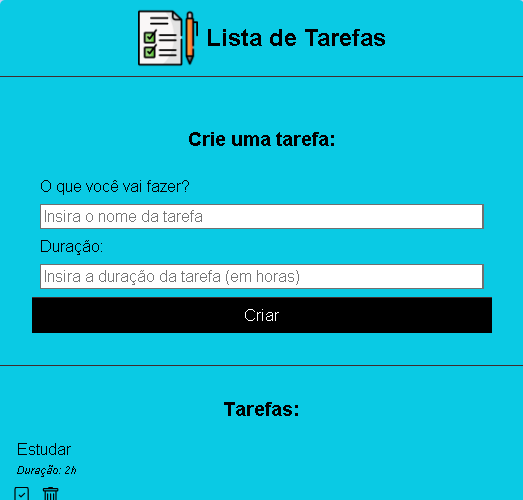 Lista de Tarefas
Crie uma tarefa:
O que você vai fazer?
Insira o nome da tarefa
Duração:
Insira a duração da tarefa (em horas)
Criar
Tarefas:
Estudar
Duração: 2h